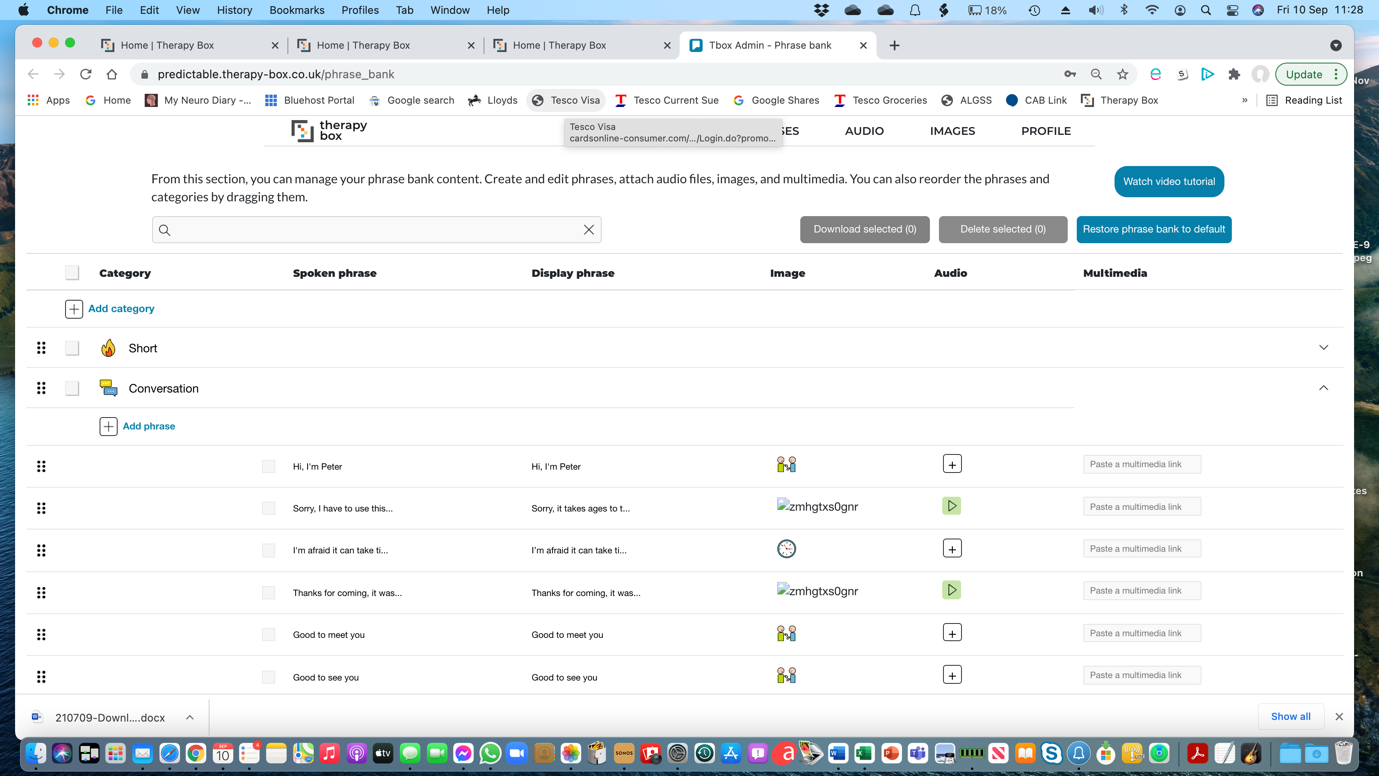 Chrome File Edit View History Bookmarks Profiles Tab Window Help 18% Fri 10 Sep 11:28
Home | Therapy Box Home | Therapy Box Home | Therapy Box Tbox Admin - Phrase bank
predictable.therapy-box.co.uk/phrase_bank Update
Apps Home My Neuro Diary -... Bluehost Portal Google search Lloyds Tesco Visa Tesco Current Sue Google Shares Tesco Groceries ALGSS CAB Link Therapy Box » Reading List
therapy
box
Tesco Visa
cardsonline-consumer.com/.../Login.do?promo...
SES AUDIO IMAGES PROFILE
From this section, you can manage your phrase bank content. Create and edit phrases, attach audio files, images, and multimedia. You can also reorder the phrases and
categories by dragging them.
Watch video tutorial
Download selected (0) Delete selected (0) Restore phrase bank to default
Category Spoken phrase Display phrase Image Audio Multimedia
Add category
Short
Conversation
Add phrase
Hi, I'm Peter Hi, I'm Peter Paste a multimedia link
Sorry, I have to use this... Sorry, it takes ages to t... zmhgtxs0gnr Paste a multimedia link
I'm afraid it can take ti... I'm afraid it can take ti... Paste a multimedia link
Thanks for coming, it was... Thanks for coming, it was... zmhgtxs0gnr Paste a multimedia link
Good to meet you Good to meet you Paste a multimedia link
Good to see you Good to see you Paste a multimedia link
210709-Downl....docx Show all